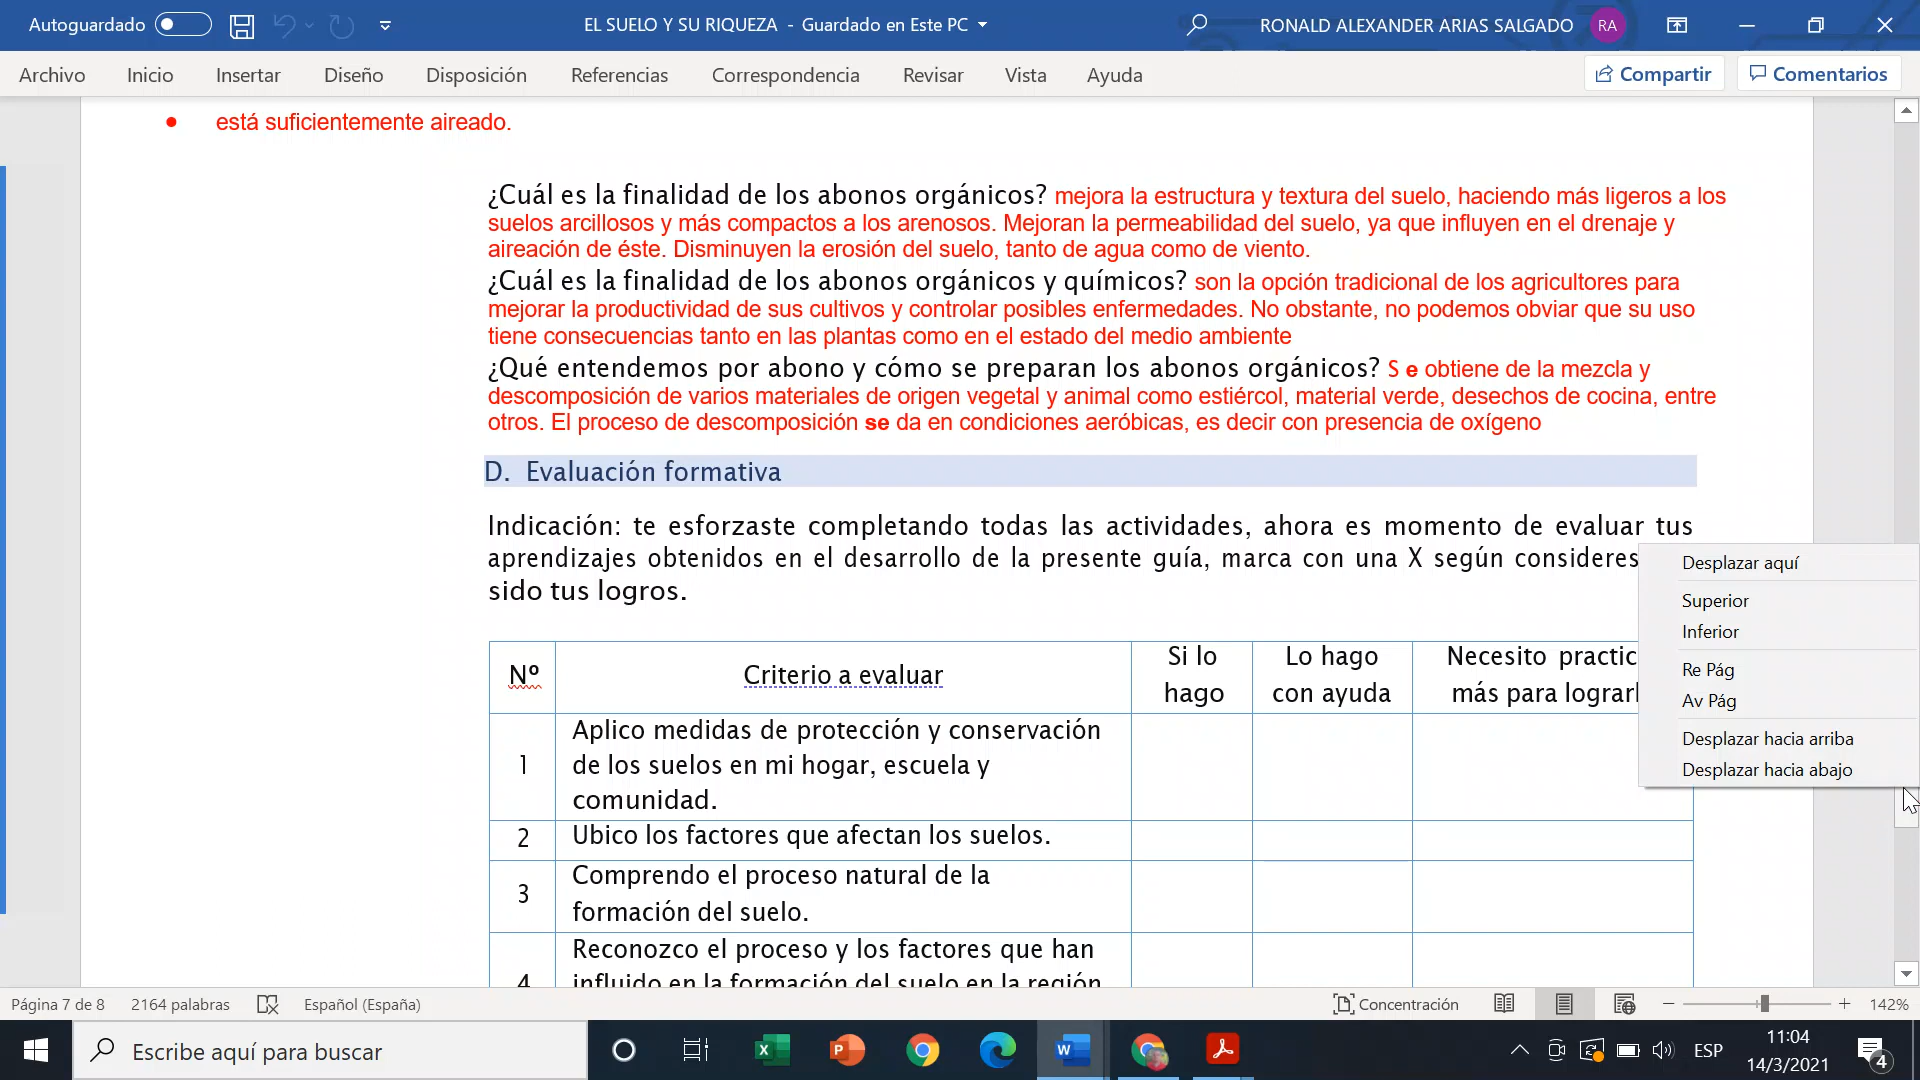 Autoguardado
EL SUELO Y SU RIQUEZA - Guardado en Este PC
RONALD ALEXANDER ARIAS SALGADO
RA
Archivo Inicio Insertar Diseño Disposición Referencias Correspondencia Revisar Vista Ayuda Compartir Comentarios
• está suficientemente aireado.
¿Cuál es la finalidad de los abonos orgánicos? mejora la estructura y textura del suelo, haciendo más ligeros a los
suelos arcillosos y más compactos a los arenosos. Mejoran la permeabilidad del suelo, ya que influyen en el drenaje y
aireación de éste. Disminuyen la erosión del suelo, tanto de agua como de viento.
¿Cuál es la finalidad de los abonos orgánicos y químicos? son la opción tradicional de los agricultores para
mejorar la productividad de sus cultivos y controlar posibles enfermedades. No obstante, no podemos obviar que su uso
tiene consecuencias tanto en las plantas como en el estado del medio ambiente
¿Qué entendemos por abono y cómo se preparan los abonos orgánicos? S e obtiene de la mezcla y
descomposición de varios materiales de origen vegetal y animal como estiércol, material verde, desechos de cocina, entre
otros. El proceso de descomposición se da en condiciones aeróbicas, es decir con presencia de oxígeno
D. Evaluación formativa
Indicación: te esforzaste completando todas las actividades, ahora es momento de evaluar tus
aprendizajes obtenidos en el desarrollo de la presente guía, marca con una X según consideres
sido tus logros.
Nº
Criterio a evaluar
Si lo
hago
Lo hago
con ayuda
Necesito practic
más para lograrl
1
Aplico medidas de protección y conservación
de los suelos en mi hogar, escuela y
comunidad.
2
Ubico los factores que afectan los suelos.
3
Comprendo el proceso natural de la
formación del suelo.
4
Reconozco el proceso y los factores que han
influido en la formación del suelo en la región
Desplazar aquí
Superior
Inferior
Re Pág
Av Pág
Desplazar hacia arriba
Desplazar hacia abajo
Página 7 de 8 2164 palabras Español (España) Concentración 142%
Escribe aquí para buscar
ESP
11:04
14/3/2021
4